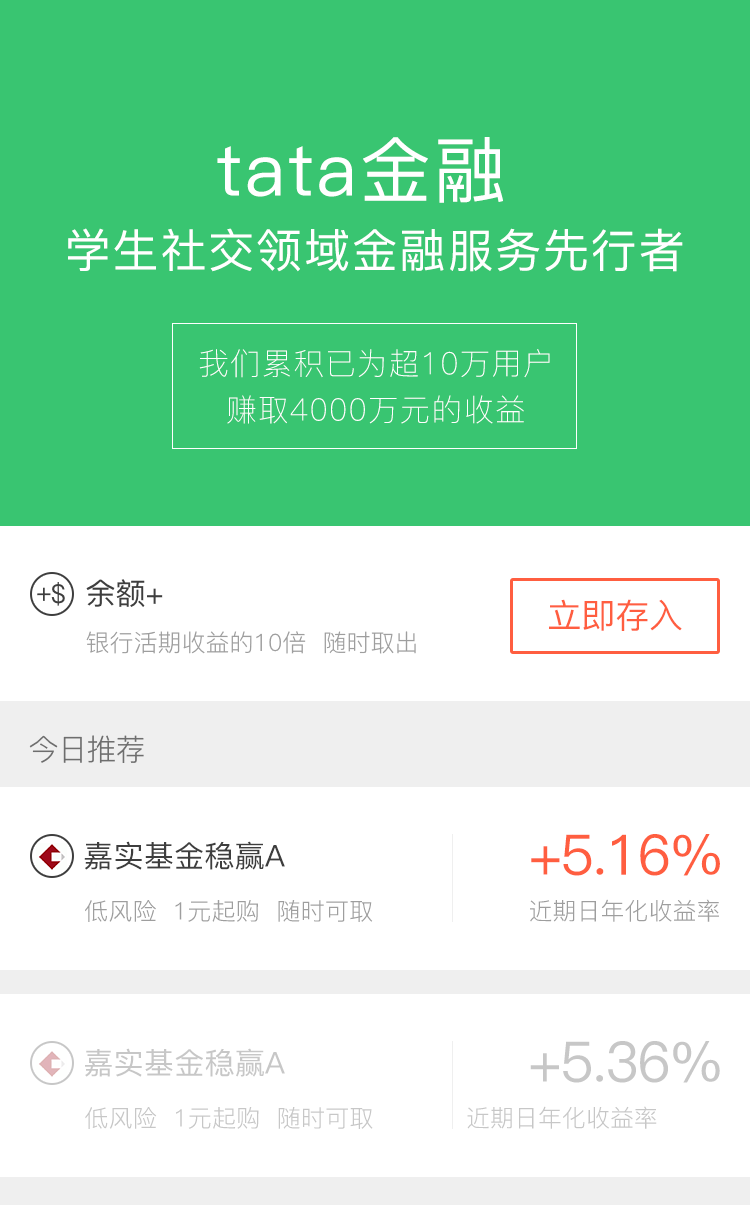 tata金融
学生社交领域金融服务先行者
我们累积已为超10万用户
赚取4000万元的收益
+$ 余额+
立即存入
银行活期收益的10倍 随时取出
今日推荐
嘉实基金稳赢A
+5.16%
低风险 1元起购 随时可取
近期日年化收益率
嘉实基金稳赢A
+5.36%
低风险 1元起购 随时可取
近期日年化收益率